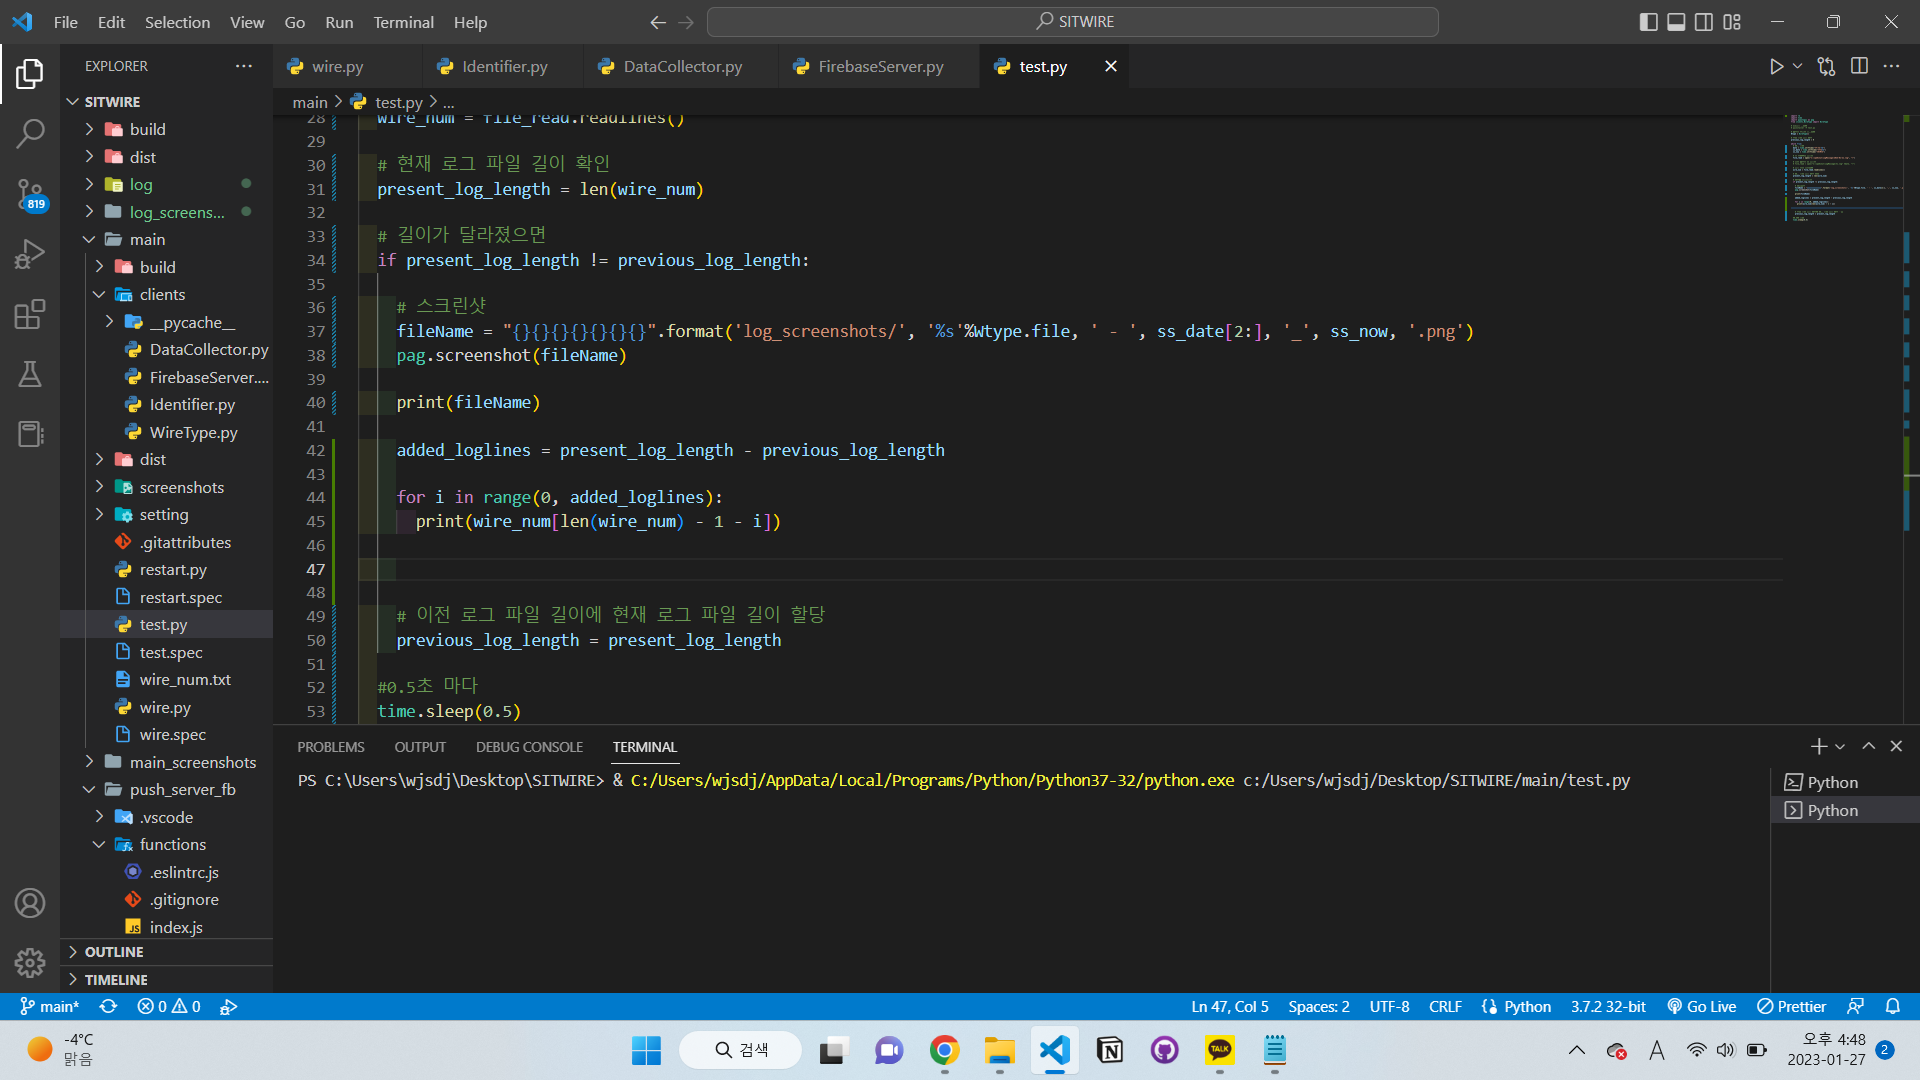 File Edit Selection View Go Run Terminal Help
SITWIRE
EXPLORER
wire.py
Identifier.py
DataCollector.py
FirebaseServer.py
test.py
main > test.py > ...
SITWIRE
build
dist
log
log_screens...
main
build
clients
__pycache__
DataCollector.py
FirebaseServer....
Identifier.py
WireType.py
dist
screenshots
setting
.gitattributes
restart.py
restart.spec
test.py
test.spec
wire_num.txt
wire.py
wire.spec
main_screenshots
push_server_fb
.vscode
functions
.eslintrc.js
.gitignore
index.js
OUTLINE
TIMELINE
819
28 wire_num = file_read.readlines()
29
30 # 현재 로그 파일 길이 확인
31 present_log_length = len(wire_num)
32
33 # 길이가 달라졌으면
34 if present_log_length != previous_log_length:
35
36 # 스크린샷
37 fileName = "{}{}{}{}{}{}{}".format('log_screenshots/', '%s'%Wtype.file, ' - ', ss_date[2:], '_', ss_now, '.png')
38 pag.screenshot(fileName)
39
40 print(fileName)
41
42 added_loglines = present_log_length - previous_log_length
43
44 for i in range(0, added_loglines):
45 print(wire_num[len(wire_num) - 1 - i])
46
47
48
49 # 이전 로그 파일 길이에 현재 로그 파일 길이 할당
50 previous_log_length = present_log_length
51
52 #0.5초 마다
53 time.sleep(0.5)
PROBLEMS OUTPUT DEBUG CONSOLE TERMINAL
PS C:\Users\wjsdj\Desktop\SITWIRE> & C:/Users/wjsdj/AppData/Local/Programs/Python/Python37-32/python.exe c:/Users/wjsdj/Desktop/SITWIRE/main/test.py
Python
Python
main* 0 0
Ln 47, Col 5 Spaces: 2 UTF-8 CRLF Python 3.7.2 32-bit Go Live Prettier
-4°C
맑음
검색
TALK
A
오후 4:48
2023-01-27
2